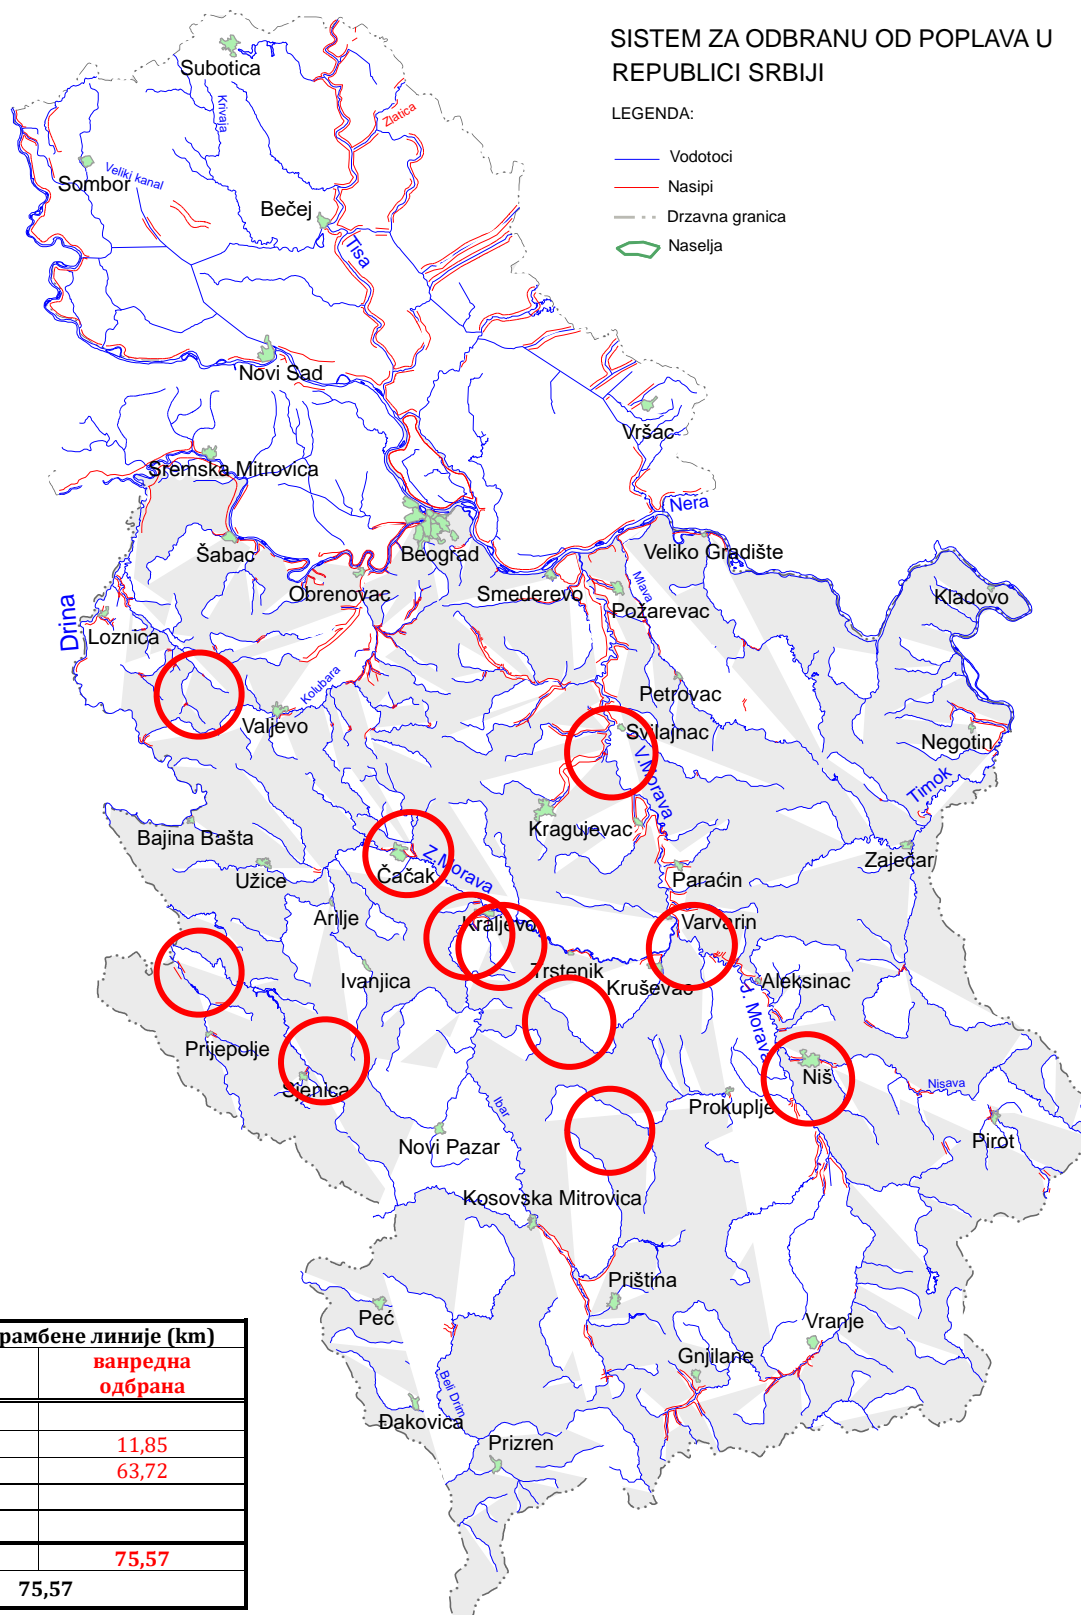 SISTEM ZA ODBRANU OD POPLAVA U
REPUBLICI SRBIJI
LEGENDA:
Vodotoci
Nasipi
Drzavna granica
Naselja
Subotica
Krivaja
Zlatica
Sombor
Veliki kanal
Bečej
Tisa
Novi Sad
Vršac
Sremska Mitrovica
Nera
Šabac
Beograd
Veliko Gradište
Obrenovac
Smederevo
Mlava
Požarevac
Kladovo
Drina
Loznica
Petrovac
Kolubara
Valjevo
Svilajnac
Negotin
V.Morava
Timok
Bajina Bašta
Kragujevac
Zaječar
Užice
Čačak
Z.Morava
Paraćin
Arilje
Kraljevo
Varvarin
Ivanjica
Trstenik
Kruševac
Aleksinac
J. Morava
Prijepolje
Sjenica
Niš
Nisava
Ibar
Prokuplje
Novi Pazar
Pirot
Kosovska Mitrovica
Priština
Peć
Vranje
Gnjilane
Beli Drim
Đakovica
Prizren
рамбене линије (km)
ванредна
одбрана
11,85
63,72
75,57
75,57